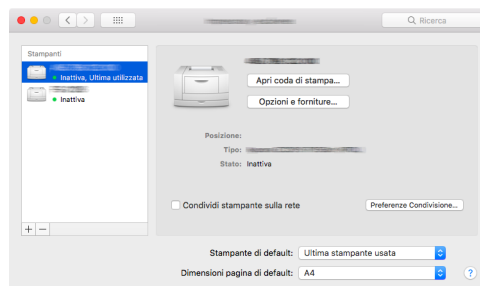 Ricerca
Stampanti
Inattiva, Ultima utilizzata
Inattiva
Apri coda di stampa...
Opzioni e forniture...
Posizione:
Tipo:
Stato: Inattiva
Condividi stampante sulla rete
Preferenze Condivisione...
+ −
Stampante di default: Ultima stampante usata
Dimensioni pagina di default: A4
?